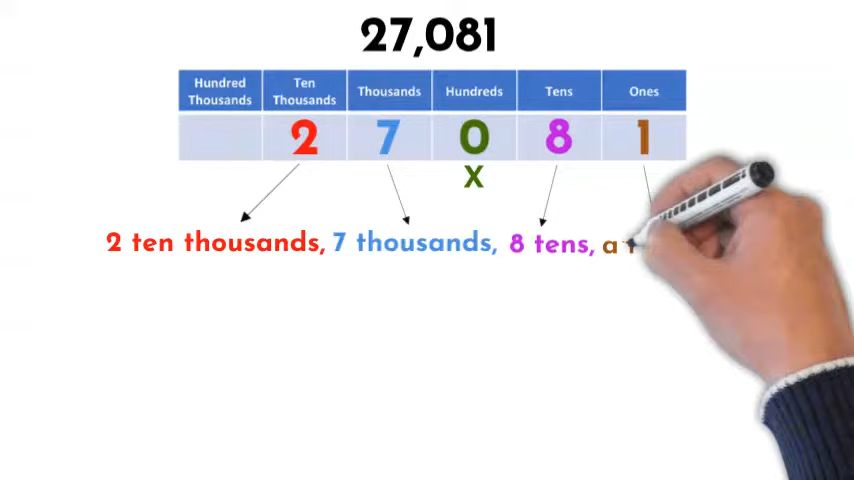 27,081
Hundred Thousands Ten Thousands Thousands Hundreds Tens Ones
2 7 0 8 1
X
2 ten thousands, 7 thousands, 8 tens, a